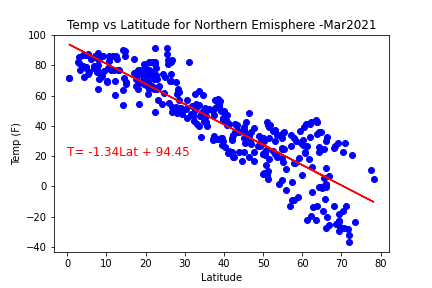 Temp vs Latitude for Northern Emisphere -Mar2021
100
80
60
40
20
0
−20
−40
Temp (F)
T= -1.34Lat + 94.45
0 10 20 30 40 50 60 70 80
Latitude